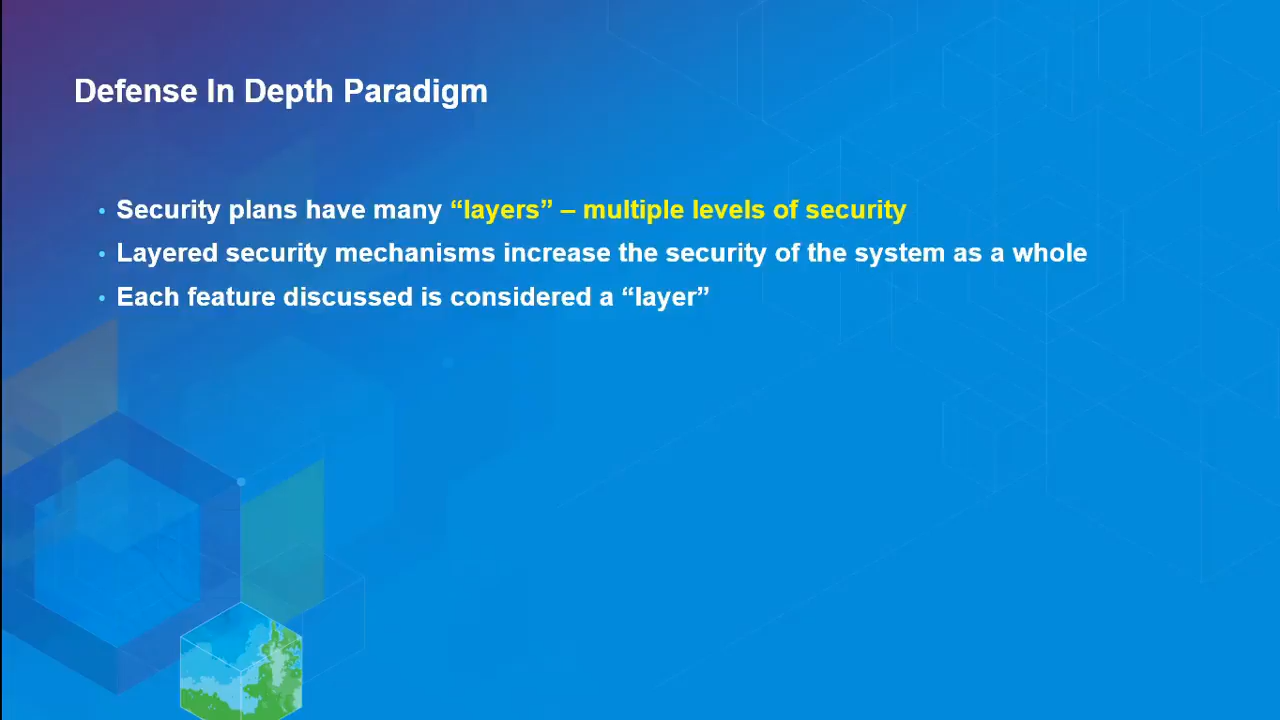 Defense In Depth Paradigm
• Security plans have many “layers” – multiple levels of security
• Layered security mechanisms increase the security of the system as a whole
• Each feature discussed is considered a “layer”